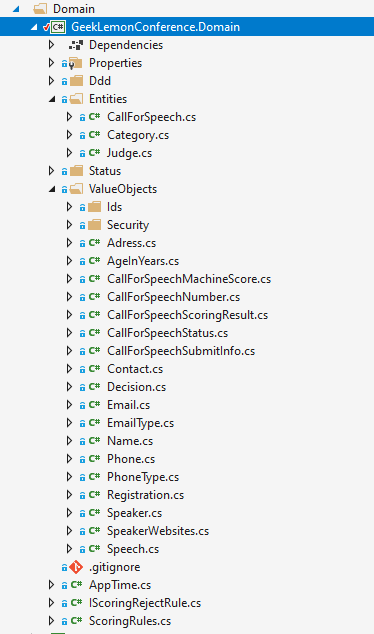 Domain
C# GeekLemonConference.Domain
Dependencies
Properties
Ddd
Entities
C# CallForSpeech.cs
C# Category.cs
C# Judge.cs
Status
ValueObjects
Ids
Security
C# Adress.cs
C# AgeInYears.cs
C# CallForSpeechMachineScore.cs
C# CallForSpeechNumber.cs
C# CallForSpeechScoringResult.cs
C# CallForSpeechStatus.cs
C# CallForSpeechSubmitInfo.cs
C# Contact.cs
C# Decision.cs
C# Email.cs
C# EmailType.cs
C# Name.cs
C# Phone.cs
C# PhoneType.cs
C# Registration.cs
C# Speaker.cs
C# SpeakerWebsites.cs
C# Speech.cs
.gitignore
C# AppTime.cs
C# IScoringRejectRule.cs
C# ScoringRules.cs